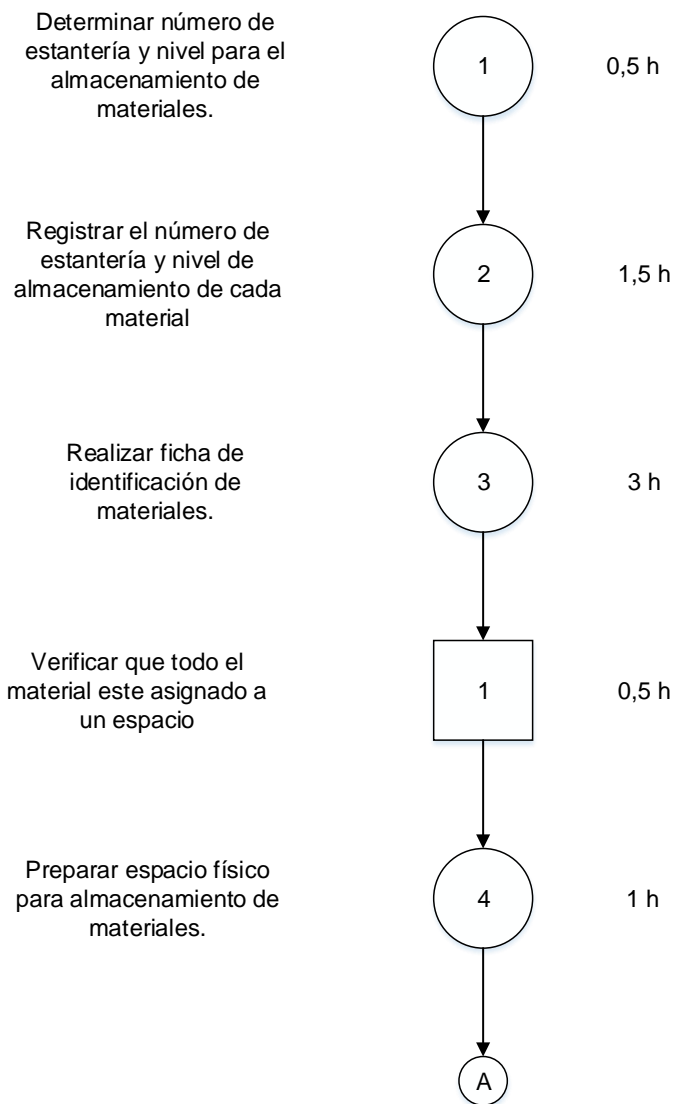 Determinar número de
estantería y nivel para el
almacenamiento de
materiales.
1
0,5 h
Registrar el número de
estantería y nivel de
almacenamiento de cada
material
2
1,5 h
Realizar ficha de
identificación de
materiales.
3
3 h
Verificar que todo el
material este asignado a
un espacio
1
0,5 h
Preparar espacio físico
para almacenamiento de
materiales.
4
1 h
A